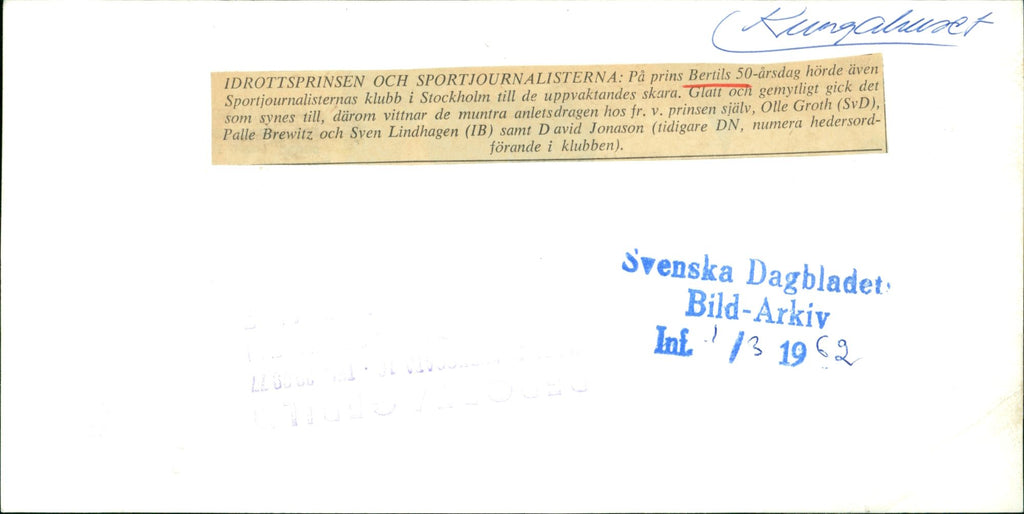 Kungahuset
IDROTTSPRINSEN OCH SPORTJOURNALISTERNA: På prins Bertils 50-årsdag hörde även
Sportjournalisternas klubb i Stockholm till de uppvaktandes skara. Glatt och gemytligt gick det
som synes till, därom vittnar de muntra anletsdragen hos fr. v. prinsen själv, Olle Groth (SvD),
Palle Brewitz och Sven Lindhagen (IB) samt David Jonason (tidigare DN, numera hedersord-
förande i klubben).
Svenska Dagbladets
Bild-Arkiv
Inf. 1/3 1962